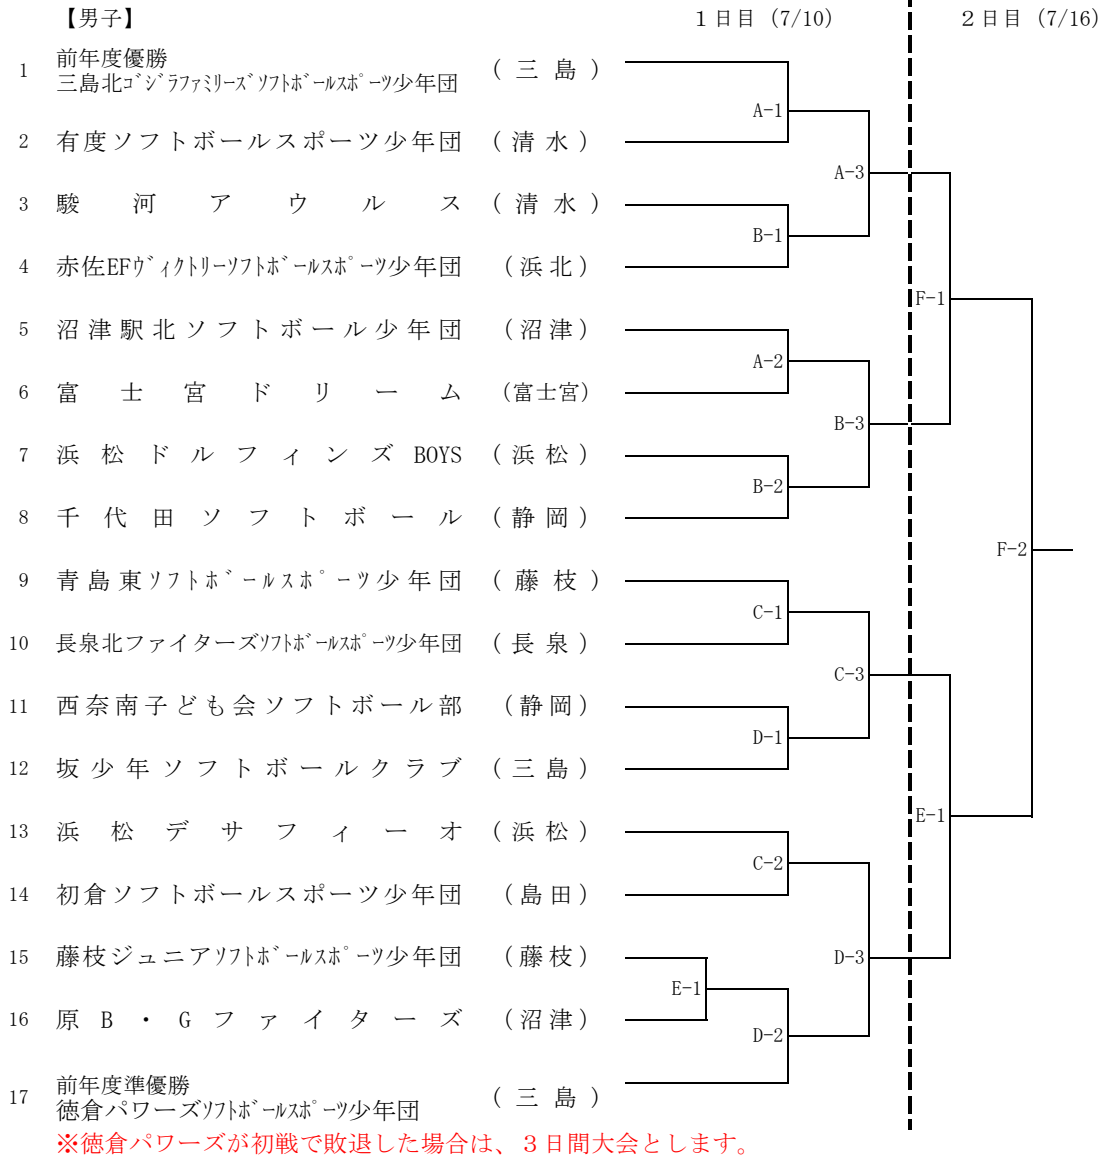 【男子】 1日目 (7/10) 2日目 (7/16)
1 前年度優勝
三島北ｺﾞｼﾞﾗﾌｧﾐﾘｰｽﾞｿﾌﾄﾎﾞｰﾙｽﾎﾟｰﾂ少年団 (三島)
A-1
2 有度ソフトボールスポーツ少年団 (清水)
A-3
3 駿河アウルス (清水)
B-1
4 赤佐EFｳﾞｨｸﾄﾘｰｿﾌﾄﾎﾞｰﾙｽﾎﾟｰﾂ少年団 (浜北)
F-1
5 沼津駅北ソフトボール少年団 (沼津)
A-2
6 富士宮ドリーム (富士宮)
B-3
7 浜松ドルフィンズBOYS (浜松)
B-2
8 千代田ソフトボール (静岡)
F-2
9 青島東ｿﾌﾄﾎﾞｰﾙｽﾎﾟｰﾂ少年団 (藤枝)
C-1
10 長泉北ファイターズｿﾌﾄﾎﾞｰﾙｽﾎﾟｰﾂ少年団 (長泉)
C-3
11 西奈南子ども会ソフトボール部 (静岡)
D-1
12 坂少年ソフトボールクラブ (三島)
E-1
13 浜松デサフィーオ (浜松)
C-2
14 初倉ソフトボールスポーツ少年団 (島田)
15 藤枝ジュニアｿﾌﾄﾎﾞｰﾙｽﾎﾟｰﾂ少年団 (藤枝)
D-3
E-1
16 原B・Gファイターズ (沼津)
D-2
17 前年度準優勝
徳倉パワーズｿﾌﾄﾎﾞｰﾙｽﾎﾟｰﾂ少年団 (三島)
※徳倉パワーズが初戦で敗退した場合は、3日間大会とします。